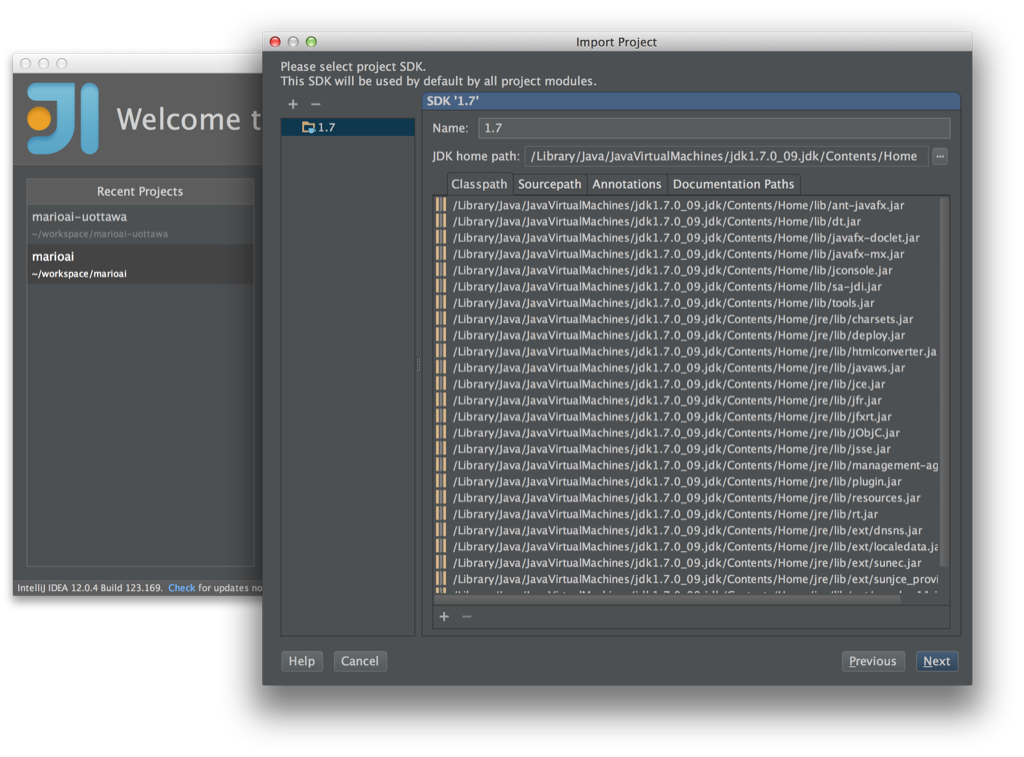 Import Project
Please select project SDK.
This SDK will be used by default by all project modules.
1.7
SDK '1.7'
Name: 1.7
JDK home path: /Library/Java/JavaVirtualMachines/jdk1.7.0_09.jdk/Contents/Home
Classpath Sourcepath Annotations Documentation Paths
/Library/Java/JavaVirtualMachines/jdk1.7.0_09.jdk/Contents/Home/lib/ant-javafx.jar
/Library/Java/JavaVirtualMachines/jdk1.7.0_09.jdk/Contents/Home/lib/dt.jar
/Library/Java/JavaVirtualMachines/jdk1.7.0_09.jdk/Contents/Home/lib/javafx-doclet.jar
/Library/Java/JavaVirtualMachines/jdk1.7.0_09.jdk/Contents/Home/lib/javafx-mx.jar
/Library/Java/JavaVirtualMachines/jdk1.7.0_09.jdk/Contents/Home/lib/jconsole.jar
/Library/Java/JavaVirtualMachines/jdk1.7.0_09.jdk/Contents/Home/lib/sa-jdi.jar
/Library/Java/JavaVirtualMachines/jdk1.7.0_09.jdk/Contents/Home/lib/tools.jar
/Library/Java/JavaVirtualMachines/jdk1.7.0_09.jdk/Contents/Home/jre/lib/charsets.jar
/Library/Java/JavaVirtualMachines/jdk1.7.0_09.jdk/Contents/Home/jre/lib/deploy.jar
/Library/Java/JavaVirtualMachines/jdk1.7.0_09.jdk/Contents/Home/jre/lib/htmlconverter.ja
/Library/Java/JavaVirtualMachines/jdk1.7.0_09.jdk/Contents/Home/jre/lib/javaws.jar
/Library/Java/JavaVirtualMachines/jdk1.7.0_09.jdk/Contents/Home/jre/lib/jce.jar
/Library/Java/JavaVirtualMachines/jdk1.7.0_09.jdk/Contents/Home/jre/lib/jfr.jar
/Library/Java/JavaVirtualMachines/jdk1.7.0_09.jdk/Contents/Home/jre/lib/jfxrt.jar
/Library/Java/JavaVirtualMachines/jdk1.7.0_09.jdk/Contents/Home/jre/lib/JObjC.jar
/Library/Java/JavaVirtualMachines/jdk1.7.0_09.jdk/Contents/Home/jre/lib/jsse.jar
/Library/Java/JavaVirtualMachines/jdk1.7.0_09.jdk/Contents/Home/jre/lib/management-ag
/Library/Java/JavaVirtualMachines/jdk1.7.0_09.jdk/Contents/Home/jre/lib/plugin.jar
/Library/Java/JavaVirtualMachines/jdk1.7.0_09.jdk/Contents/Home/jre/lib/resources.jar
/Library/Java/JavaVirtualMachines/jdk1.7.0_09.jdk/Contents/Home/jre/lib/rt.jar
/Library/Java/JavaVirtualMachines/jdk1.7.0_09.jdk/Contents/Home/jre/lib/ext/dnsns.jar
/Library/Java/JavaVirtualMachines/jdk1.7.0_09.jdk/Contents/Home/jre/lib/ext/localedata.ja
/Library/Java/JavaVirtualMachines/jdk1.7.0_09.jdk/Contents/Home/jre/lib/ext/sunec.jar
/Library/Java/JavaVirtualMachines/jdk1.7.0_09.jdk/Contents/Home/jre/lib/ext/sunjce_provi
Help Cancel Previous Next
JI
Welcome t
Recent Projects
marioai-uottawa
~/workspace/marioai-uottawa
marioai
~/workspace/marioai
IntelliJ IDEA 12.0.4 Build 123.169. Check for updates no